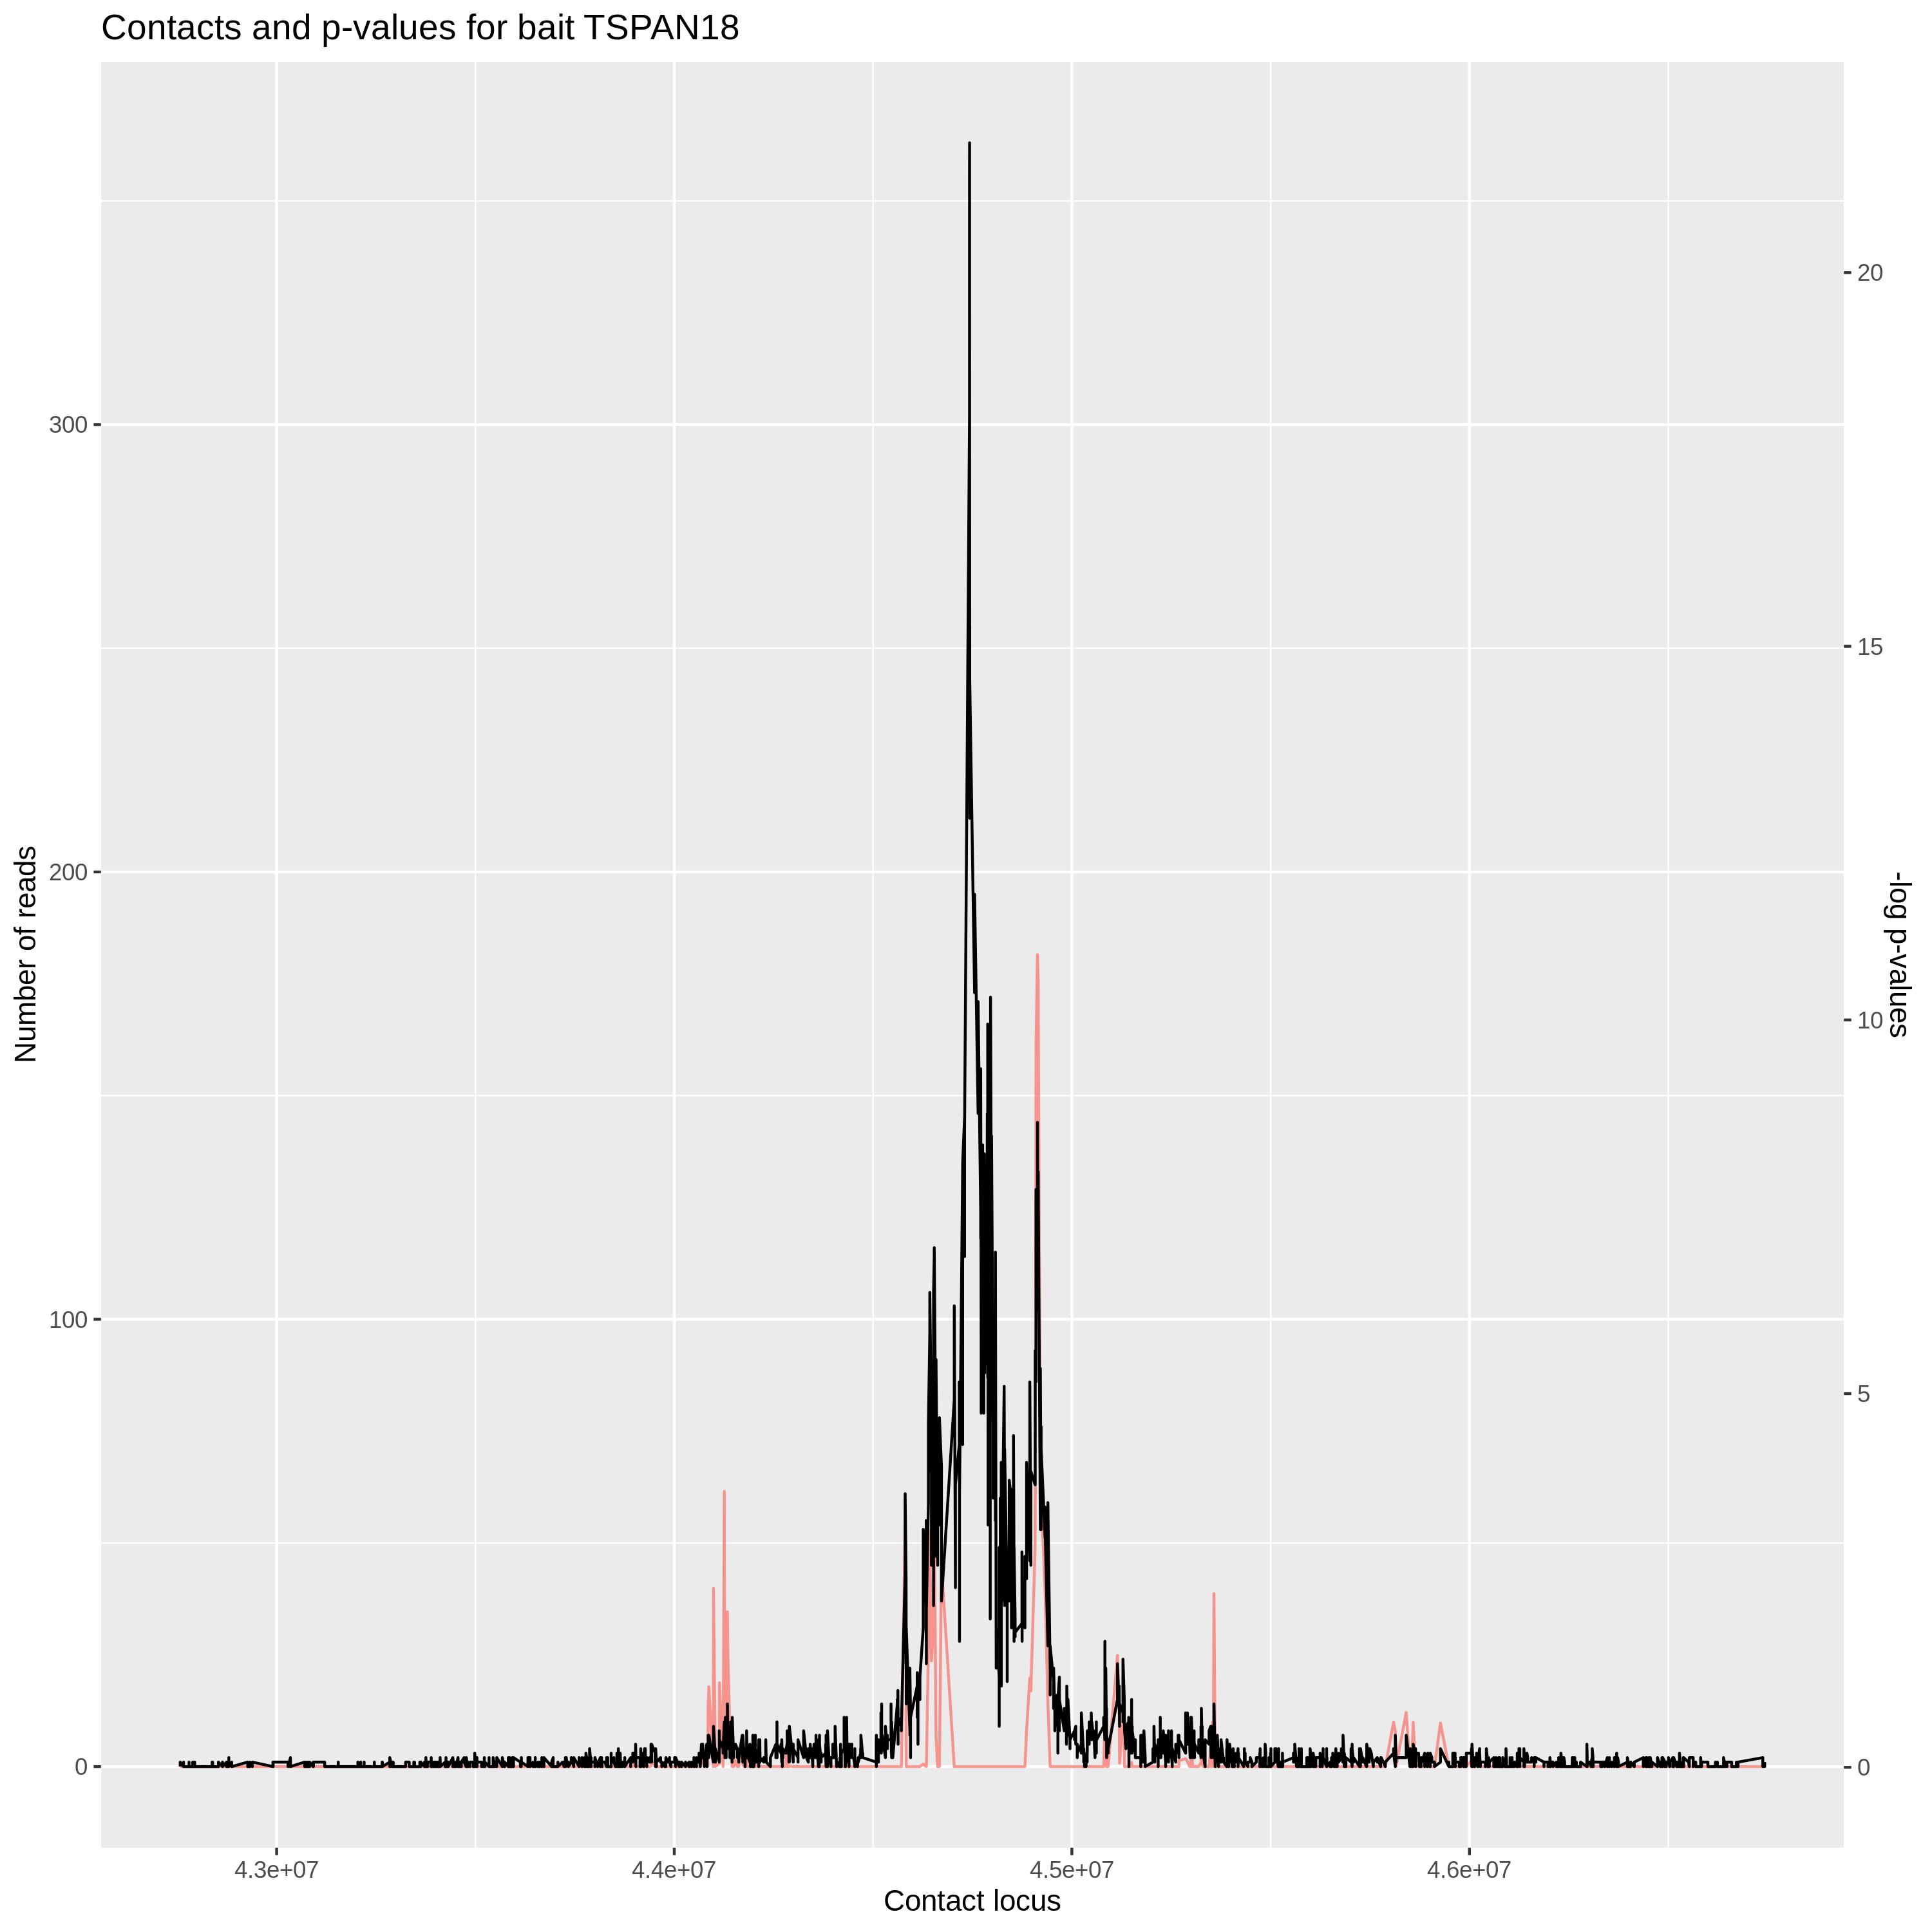 Contacts and p-values for bait TSPAN18
Number of reads
300
200
100
0
20
15
10
5
0
-log p-values
4.3e+07
4.4e+07
4.5e+07
4.6e+07
Contact locus